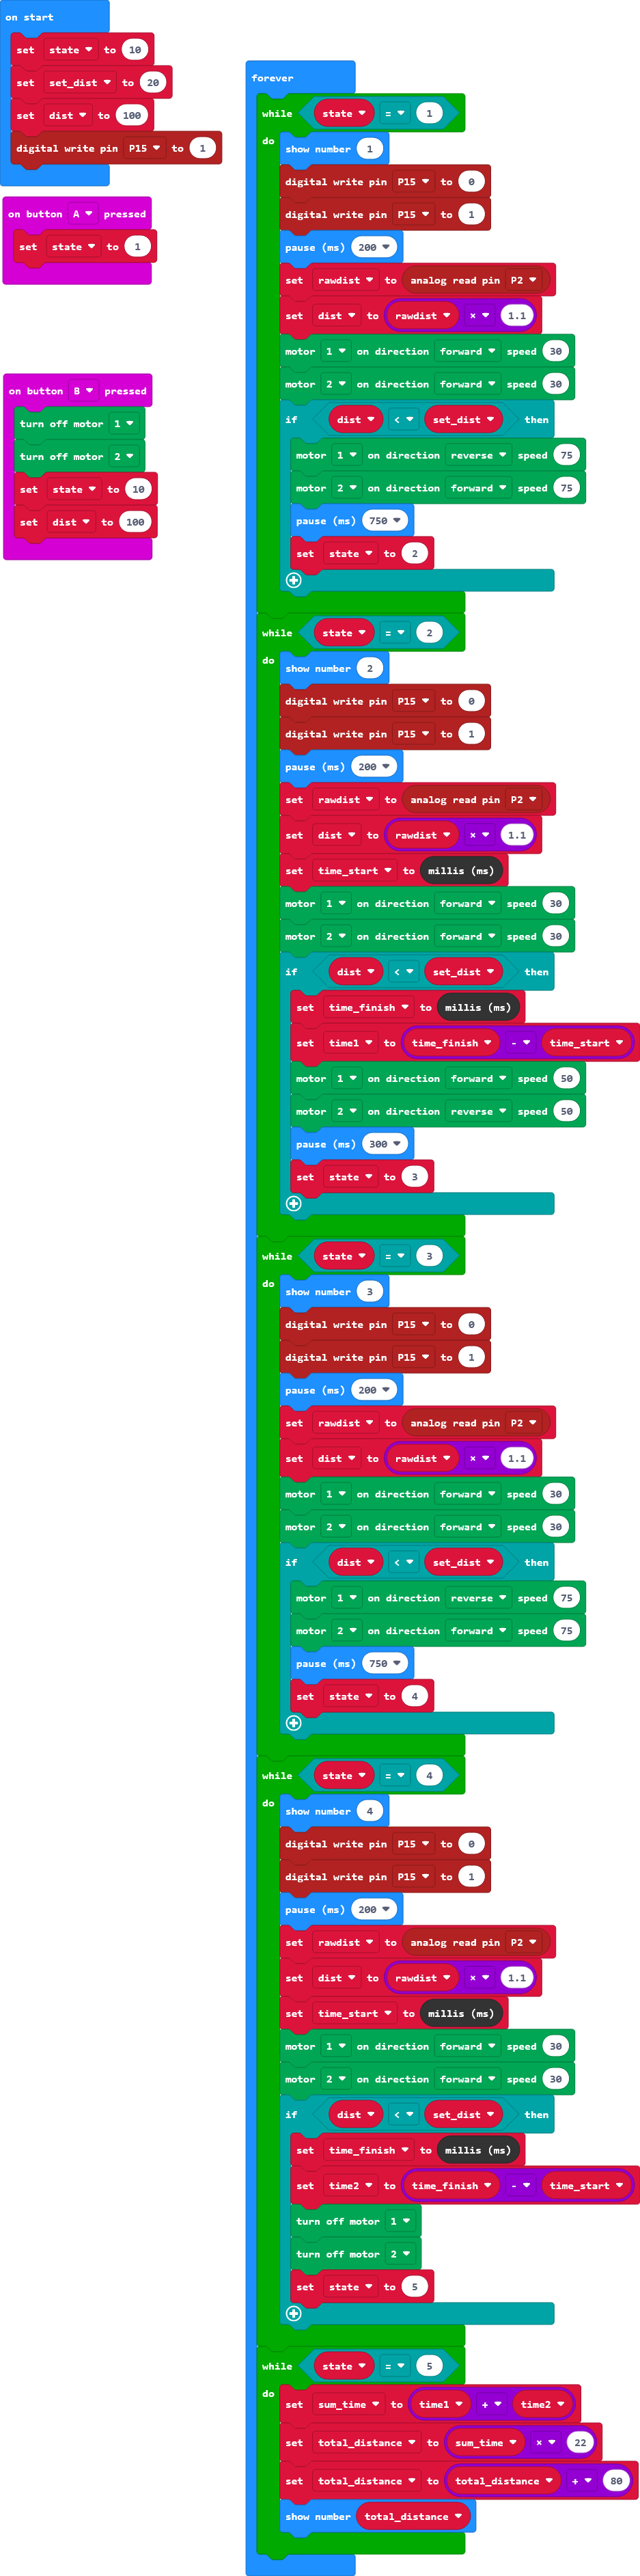 on start
set state to 10
set set_dist to 20
set dist to 100
digital write pin P15 to 1
on button A pressed
set state to 1
on button B pressed
turn off motor 1
turn off motor 2
set state to 10
set dist to 100
forever
while state = 1
do
show number 1
digital write pin P15 to 0
digital write pin P15 to 1
pause (ms) 200
set rawdist to analog read pin P2
set dist to rawdist × 1.1
motor 1 on direction forward speed 30
motor 2 on direction forward speed 30
if dist < set_dist then
motor 1 on direction reverse speed 75
motor 2 on direction forward speed 75
pause (ms) 750
set state to 2
while state = 2
do
show number 2
digital write pin P15 to 0
digital write pin P15 to 1
pause (ms) 200
set rawdist to analog read pin P2
set dist to rawdist × 1.1
set time_start to millis (ms)
motor 1 on direction forward speed 30
motor 2 on direction forward speed 30
if dist < set_dist then
set time_finish to millis (ms)
set time1 to time_finish - time_start
motor 1 on direction forward speed 50
motor 2 on direction reverse speed 50
pause (ms) 300
set state to 3
while state = 3
do
show number 3
digital write pin P15 to 0
digital write pin P15 to 1
pause (ms) 200
set rawdist to analog read pin P2
set dist to rawdist × 1.1
motor 1 on direction forward speed 30
motor 2 on direction forward speed 30
if dist < set_dist then
motor 1 on direction reverse speed 75
motor 2 on direction forward speed 75
pause (ms) 750
set state to 4
while state = 4
do
show number 4
digital write pin P15 to 0
digital write pin P15 to 1
pause (ms) 200
set rawdist to analog read pin P2
set dist to rawdist × 1.1
set time_start to millis (ms)
motor 1 on direction forward speed 30
motor 2 on direction forward speed 30
if dist < set_dist then
set time_finish to millis (ms)
set time2 to time_finish - time_start
turn off motor 1
turn off motor 2
set state to 5
while state = 5
do
set sum_time to time1 + time2
set total_distance to sum_time × 22
set total_distance to total_distance + 80
show number total_distance